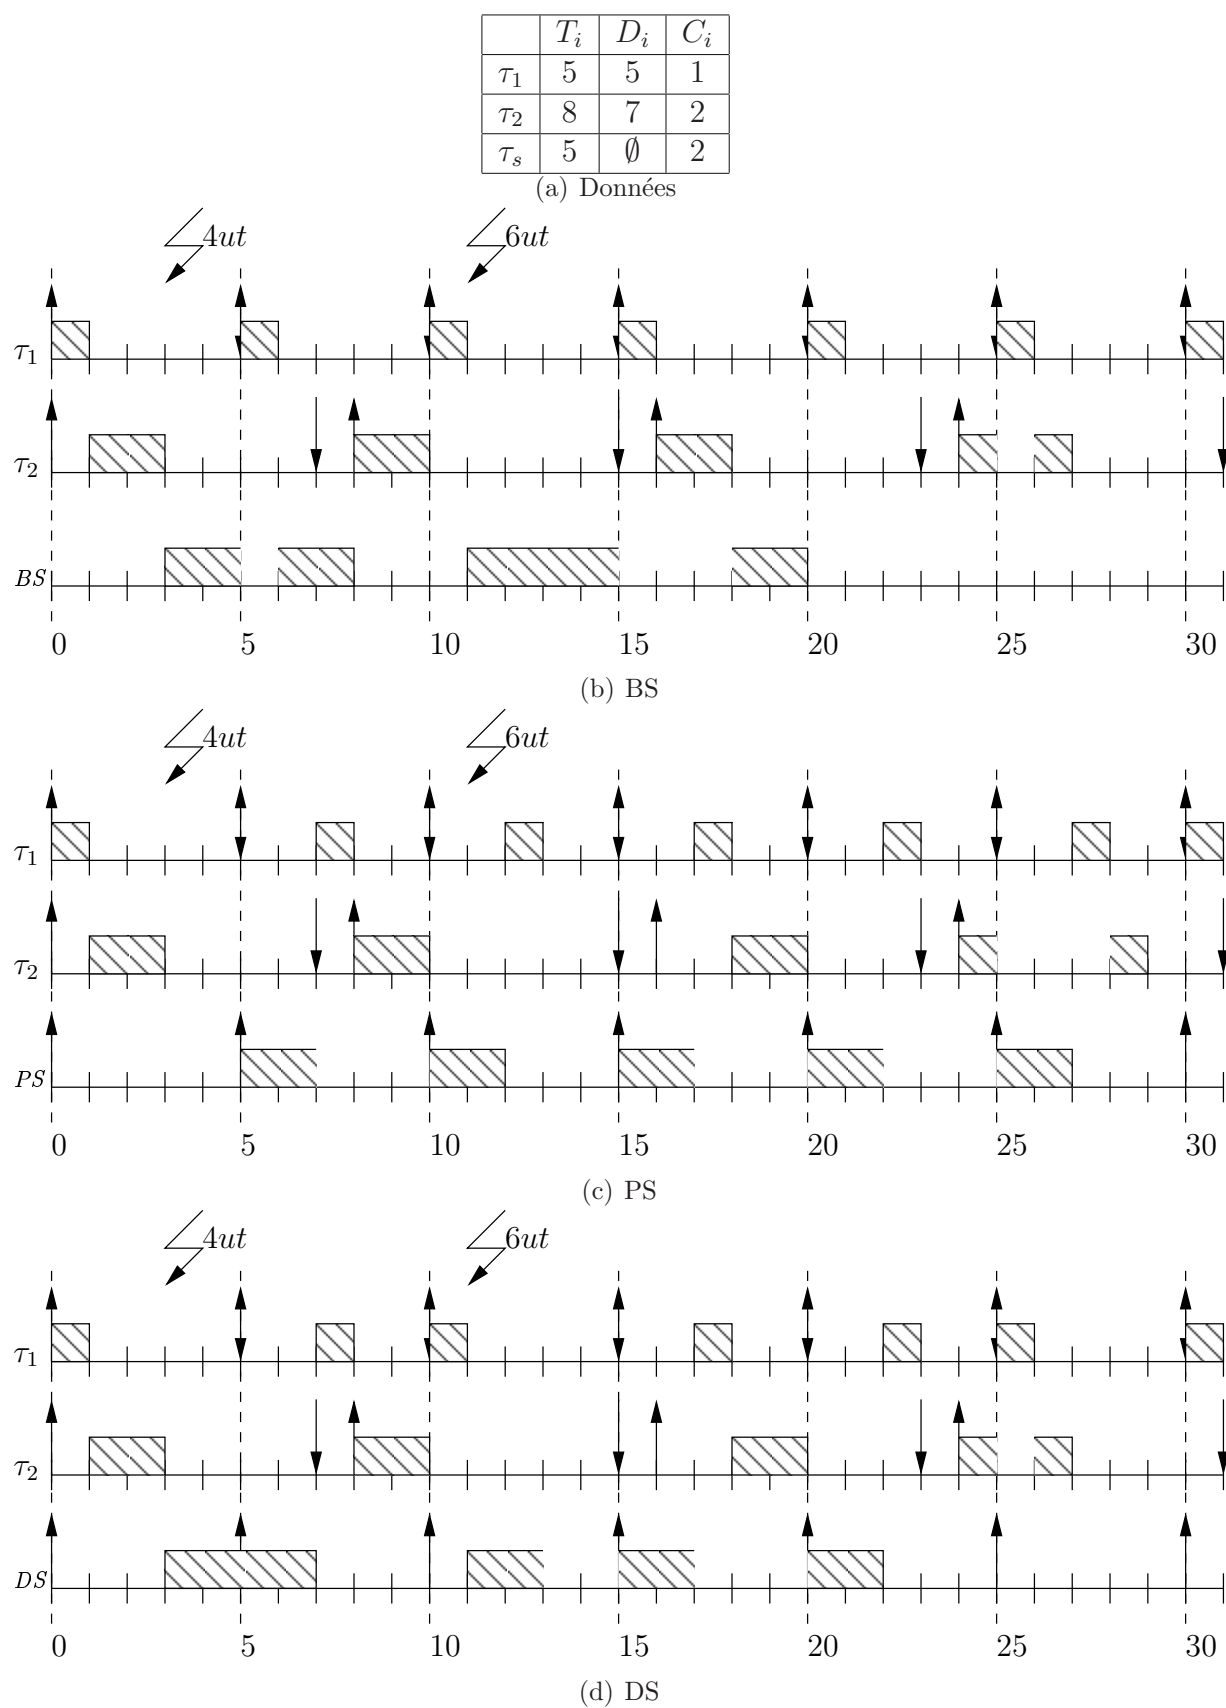 T_i D_i C_i
τ_1 5 5 1
τ_2 8 7 2
τ_s 5 ∅ 2
(a) Données
4ut 6ut
τ_1
τ_2
BS
0 5 10 15 20 25 30
(b) BS
4ut 6ut
τ_1
τ_2
PS
0 5 10 15 20 25 30
(c) PS
4ut 6ut
τ_1
τ_2
DS
0 5 10 15 20 25 30
(d) DS